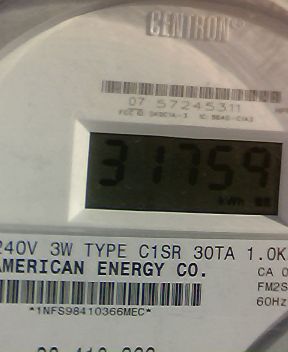 CENTRON®
07 57245311
31759
kWh
240V 3W TYPE C1SR 30TA 1.0K
AMERICAN ENERGY CO.
CA 0
FM2S
60Hz
*1NFS98410366MEC*